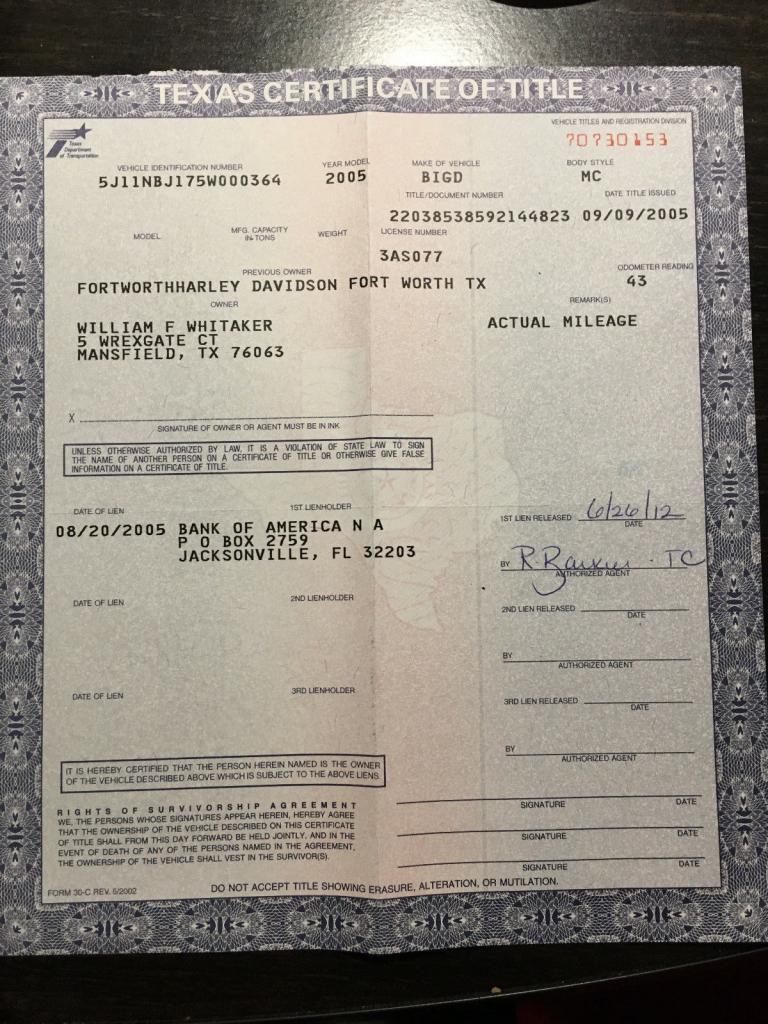 TEXAS CERTIFICATE OF TITLE
Texas
Department
of Transportation
VEHICLE TITLES AND REGISTRATION DIVISION
70730153
VEHICLE IDENTIFICATION NUMBER
YEAR MODEL
MAKE OF VEHICLE
BODY STYLE
5J11NBJ175W000364
2005
BIGD
MC
TITLE/DOCUMENT NUMBER
DATE TITLE ISSUED
22038538592144823 09/09/2005
MODEL
MFG. CAPACITY
IN TONS
WEIGHT
LICENSE NUMBER
3AS077
PREVIOUS OWNER
ODOMETER READING
FORTWORTHHARLEY DAVIDSON FORT WORTH TX
43
OWNER
REMARK(S)
WILLIAM F WHITAKER
5 WREXGATE CT
MANSFIELD, TX 76063
ACTUAL MILEAGE
X
SIGNATURE OF OWNER OR AGENT MUST BE IN INK
UNLESS OTHERWISE AUTHORIZED BY LAW, IT IS A VIOLATION OF STATE LAW TO SIGN
THE NAME OF ANOTHER PERSON ON A CERTIFICATE OF TITLE OR OTHERWISE GIVE FALSE
INFORMATION ON A CERTIFICATE OF TITLE.
DATE OF LIEN
1ST LIENHOLDER
08/20/2005 BANK OF AMERICA N A
P O BOX 2759
JACKSONVILLE, FL 32203
1ST LIEN RELEASED 6/26/12
DATE
BY R. TC
AUTHORIZED AGENT
DATE OF LIEN
2ND LIENHOLDER
2ND LIEN RELEASED
DATE
BY
AUTHORIZED AGENT
DATE OF LIEN
3RD LIENHOLDER
3RD LIEN RELEASED
DATE
BY
AUTHORIZED AGENT
IT IS HEREBY CERTIFIED THAT THE PERSON HEREIN NAMED IS THE OWNER
OF THE VEHICLE DESCRIBED ABOVE WHICH IS SUBJECT TO THE ABOVE LIENS.
RIGHTS OF SURVIVORSHIP AGREEMENT
WE, THE PERSONS WHOSE SIGNATURES APPEAR HEREIN, HEREBY AGREE
THAT THE OWNERSHIP OF THE VEHICLE DESCRIBED ON THIS CERTIFICATE
OF TITLE SHALL FROM THIS DAY FORWARD BE HELD JOINTLY, AND IN THE
EVENT OF DEATH OF ANY OF THE PERSONS NAMED IN THE AGREEMENT,
THE OWNERSHIP OF THE VEHICLE SHALL VEST IN THE SURVIVOR(S).
SIGNATURE
DATE
SIGNATURE
DATE
SIGNATURE
DATE
FORM 30-C REV. 5/2002
DO NOT ACCEPT TITLE SHOWING ERASURE, ALTERATION, OR MUTILATION.